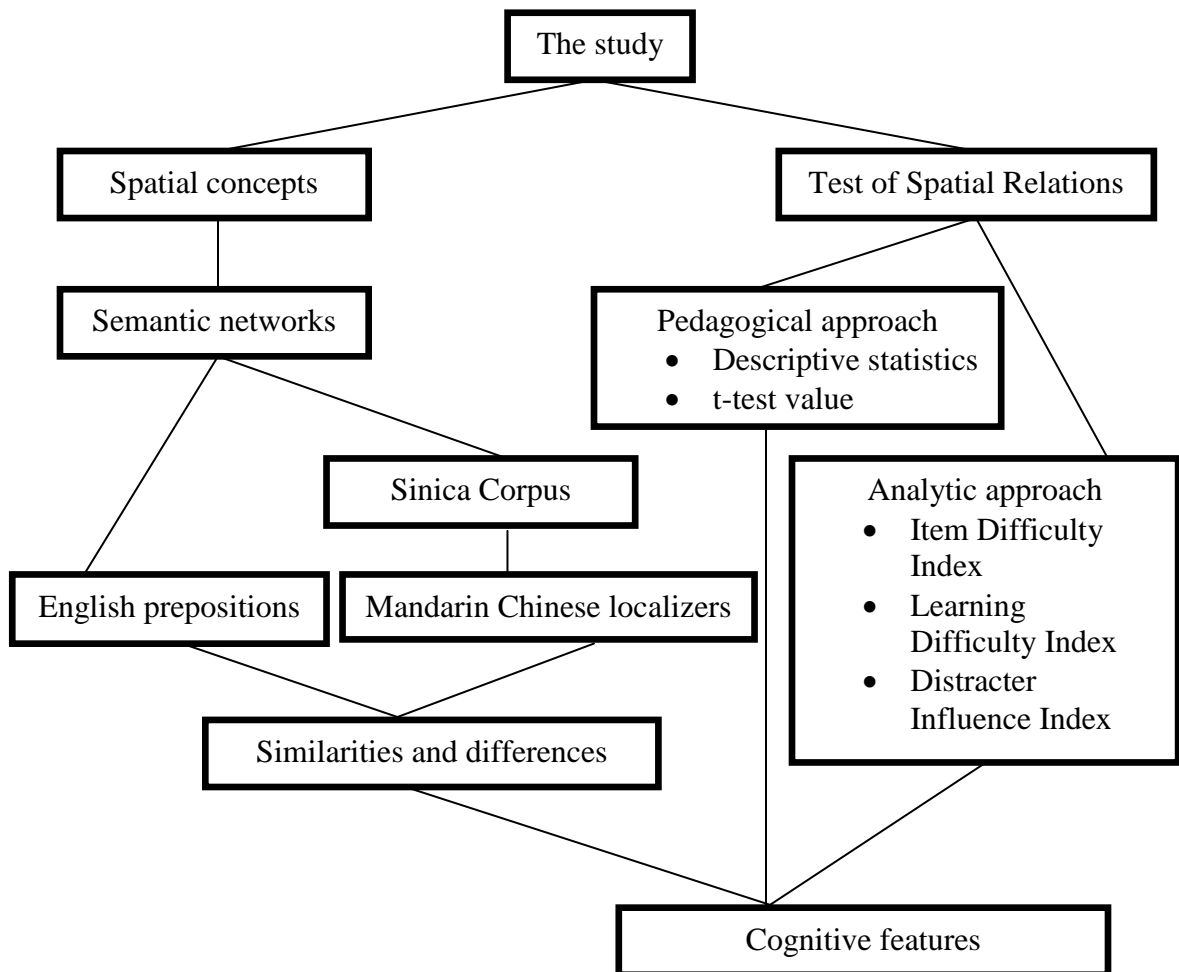 The study
Spatial concepts
Test of Spatial Relations
Semantic networks
Pedagogical approach
• Descriptive statistics
• t-test value
Sinica Corpus
Analytic approach
• Item Difficulty
Index
• Learning
Difficulty Index
• Distracter
Influence Index
English prepositions
Mandarin Chinese localizers
Similarities and differences
Cognitive features